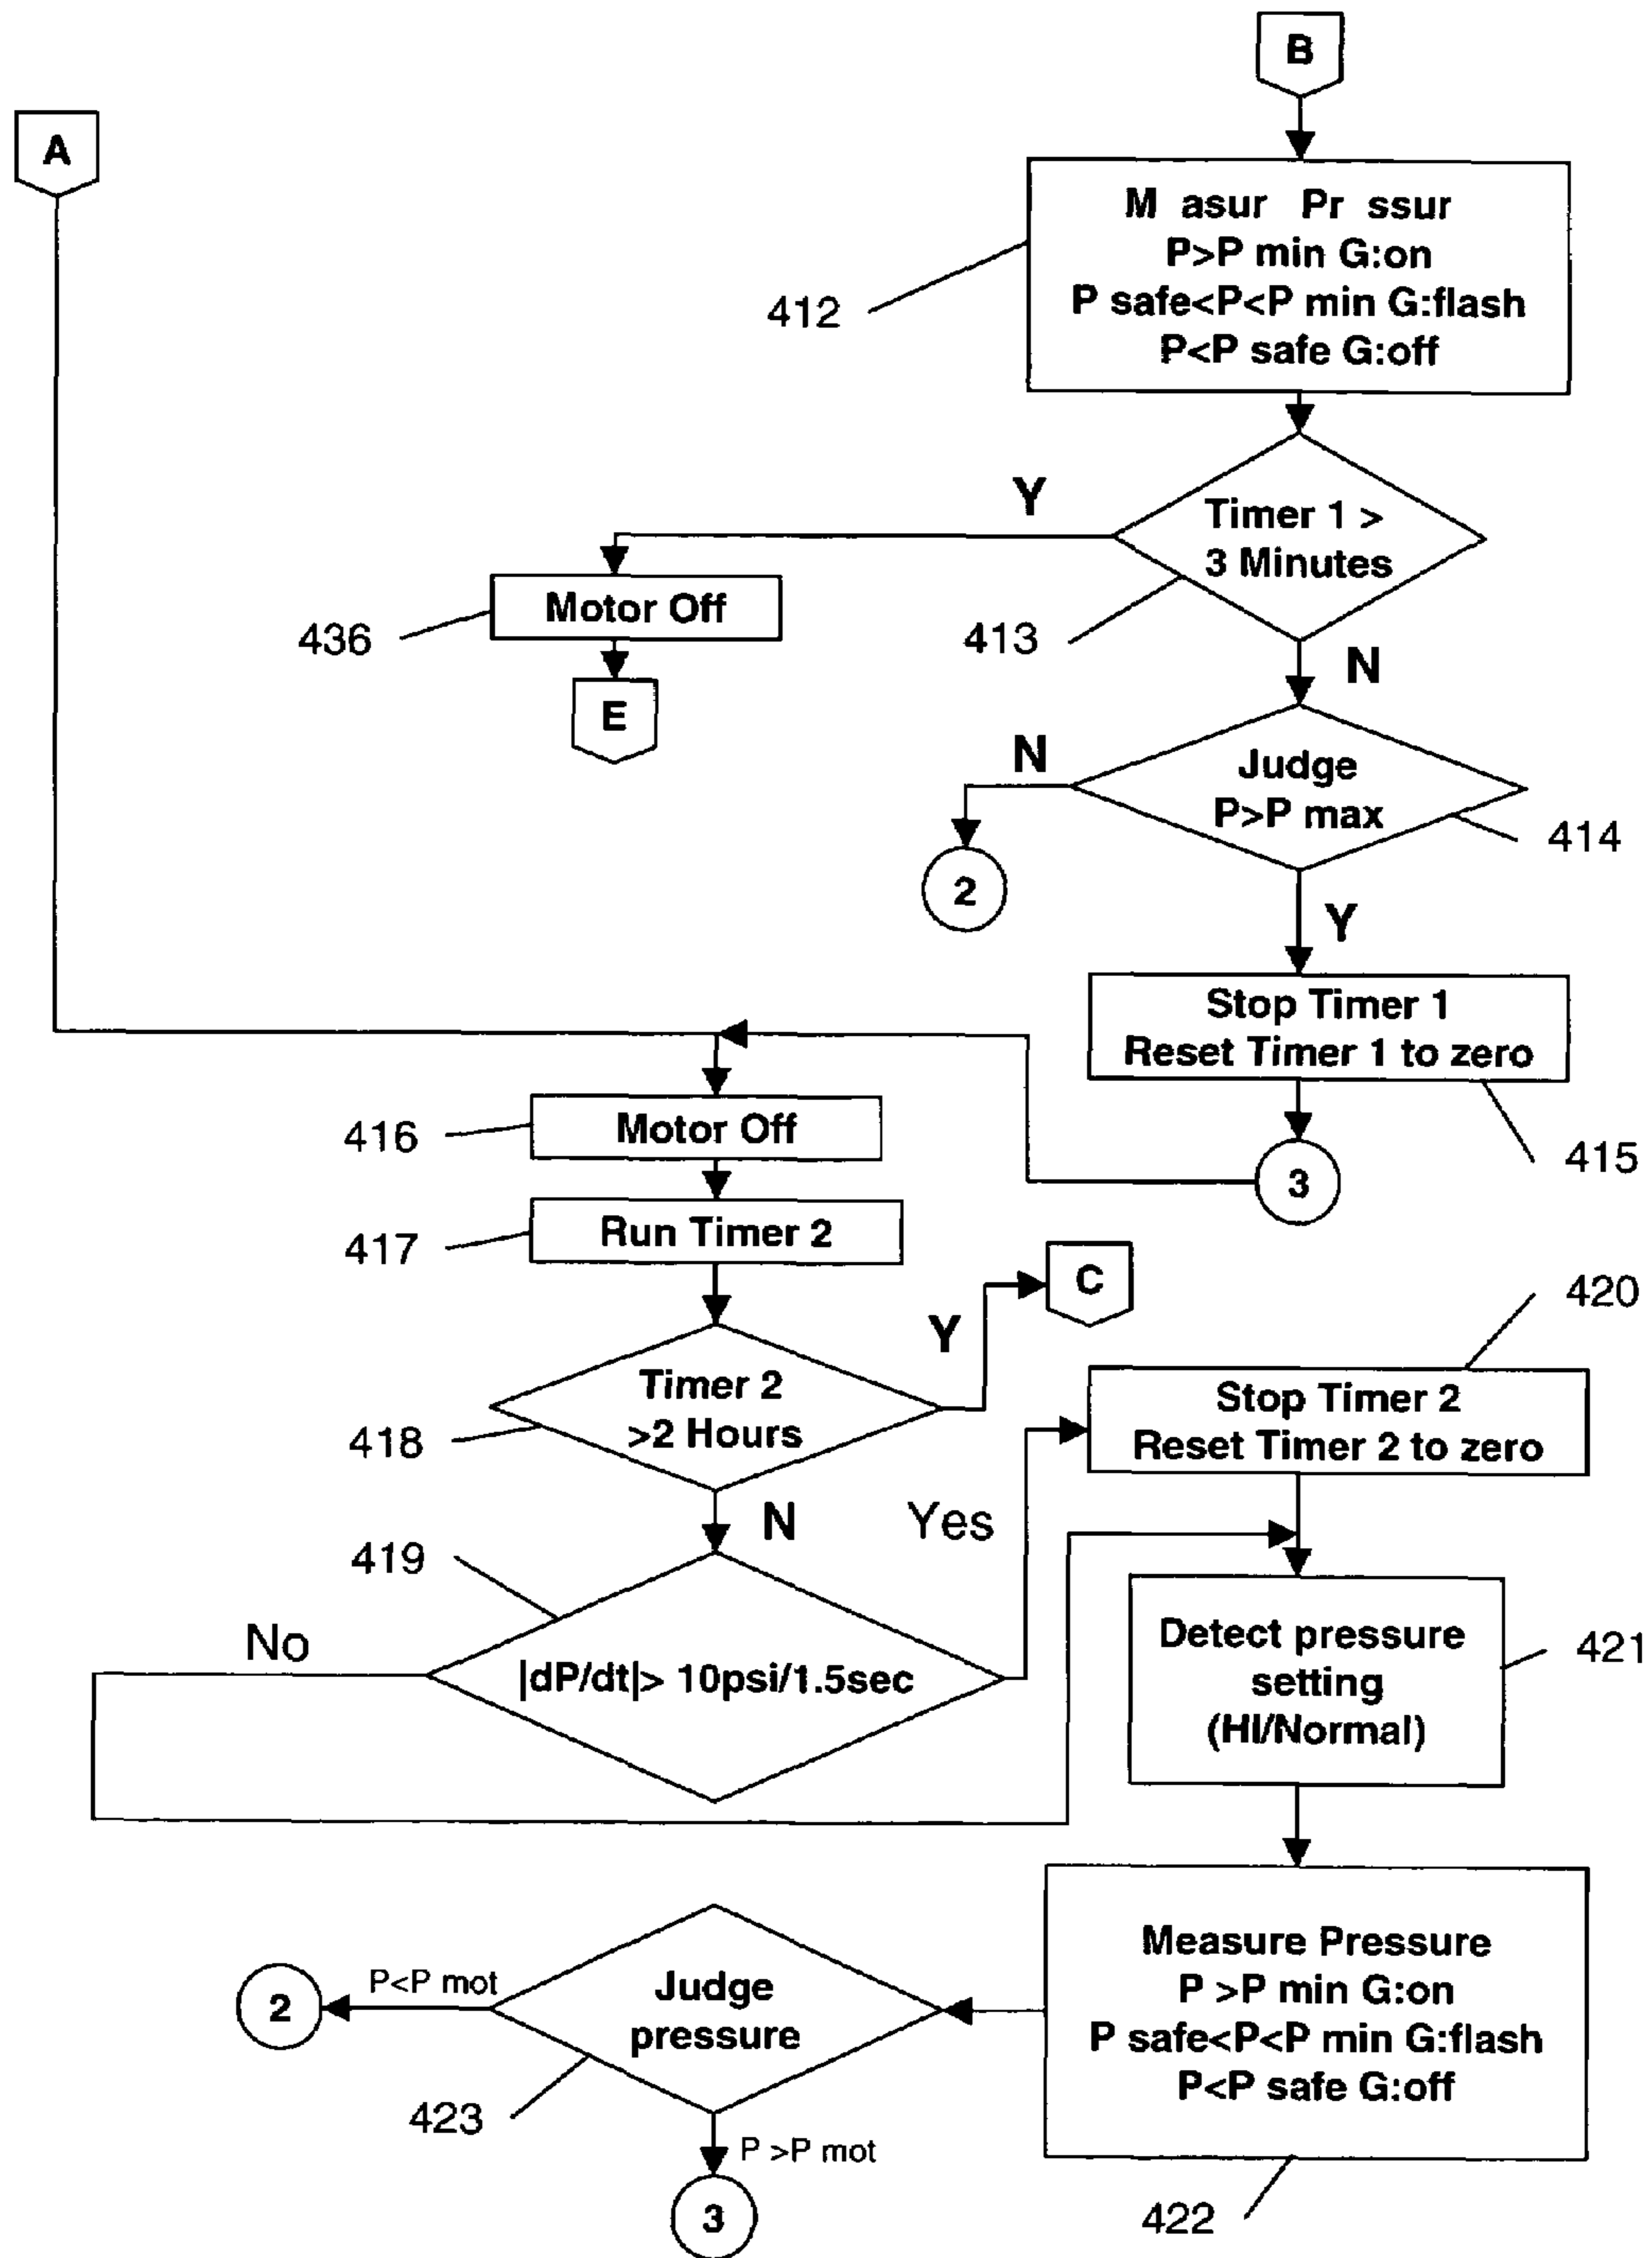 B
A
M asur Pr ssur
P>P min G:on
P safe<P<P min G:flash
P<P safe G:off
412
Y
Timer 1 >
3 Minutes
413
Motor Off
436
E
N
N
Judge
P>P max
414
2
Y
Stop Timer 1
Reset Timer 1 to zero
415
3
Motor Off
416
Run Timer 2
417
C
Y
Timer 2
>2 Hours
418
420
Stop Timer 2
Reset Timer 2 to zero
N
Yes
419
No
|dP/dt|> 10psi/1.5sec
Detect pressure
setting
(HI/Normal)
421
Measure Pressure
P >P min G:on
P safe<P<P min G:flash
P<P safe G:off
422
2
P<P mot
Judge
pressure
423
P >P mot
3